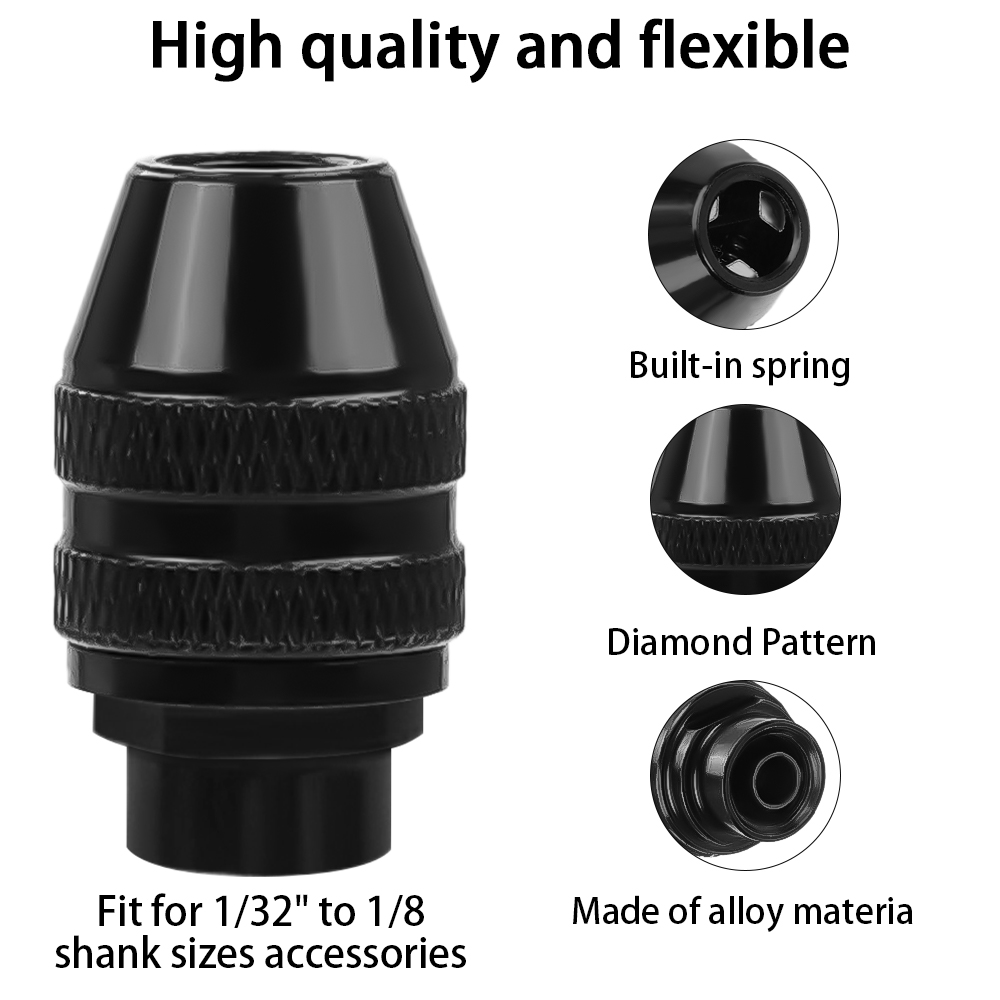 High quality and flexible
Built-in spring
Diamond Pattern
Fit for 1/32" to 1/8
shank sizes accessories
Made of alloy materia